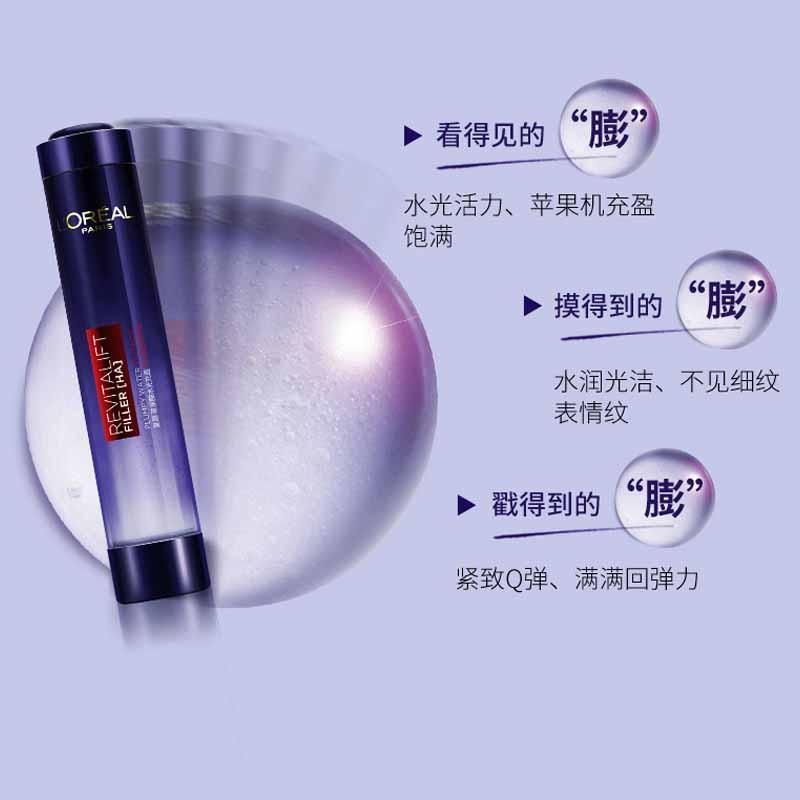 L'ORÉAL
PARIS
REVITALIFT
FILLER [HA]
PLUMPY WATER
看得见的“膨”
水光活力、苹果机充盈
饱满
摸得到的“膨”
水润光洁、不见细纹
表情纹
戳得到的“膨”
紧致Q弹、满满回弹力